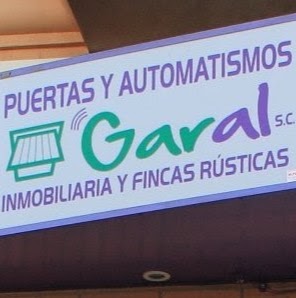 PUERTAS Y AUTOMATISMOS
Garal S.C.
INMOBILIARIA Y FINCAS RÚSTICAS